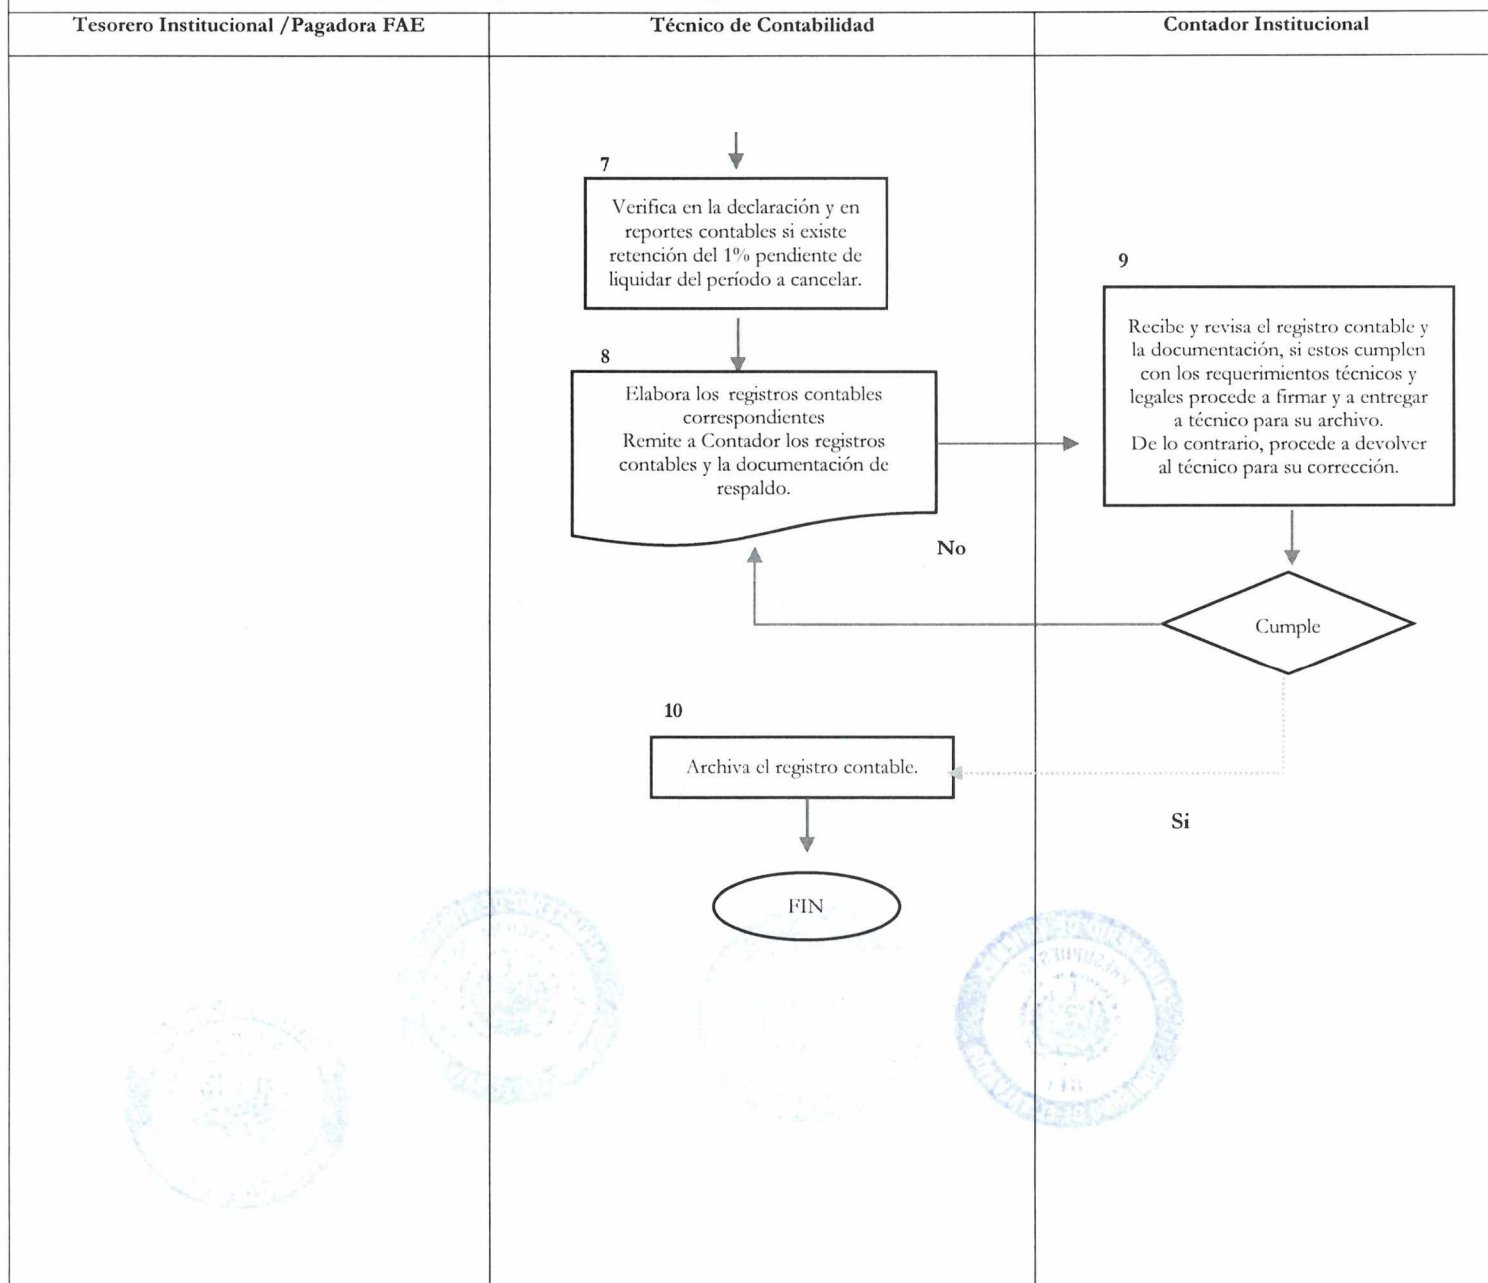 Tesorero Institucional /Pagadora FAE
Técnico de Contabilidad
Contador Institucional
7
Verifica en la declaración y en
reportes contables si existe
retención del 1% pendiente de
liquidar del período a cancelar.
8
Elabora los registros contables
correspondientes
Remite a Contador los registros
contables y la documentación de
respaldo.
9
Recibe y revisa el registro contable y
la documentación, si estos cumplen
con los requerimientos técnicos y
legales procede a firmar y a entregar
a técnico para su archivo.
De lo contrario, procede a devolver
al técnico para su corrección.
No
Cumple
10
Archiva el registro contable.
Si
FIN